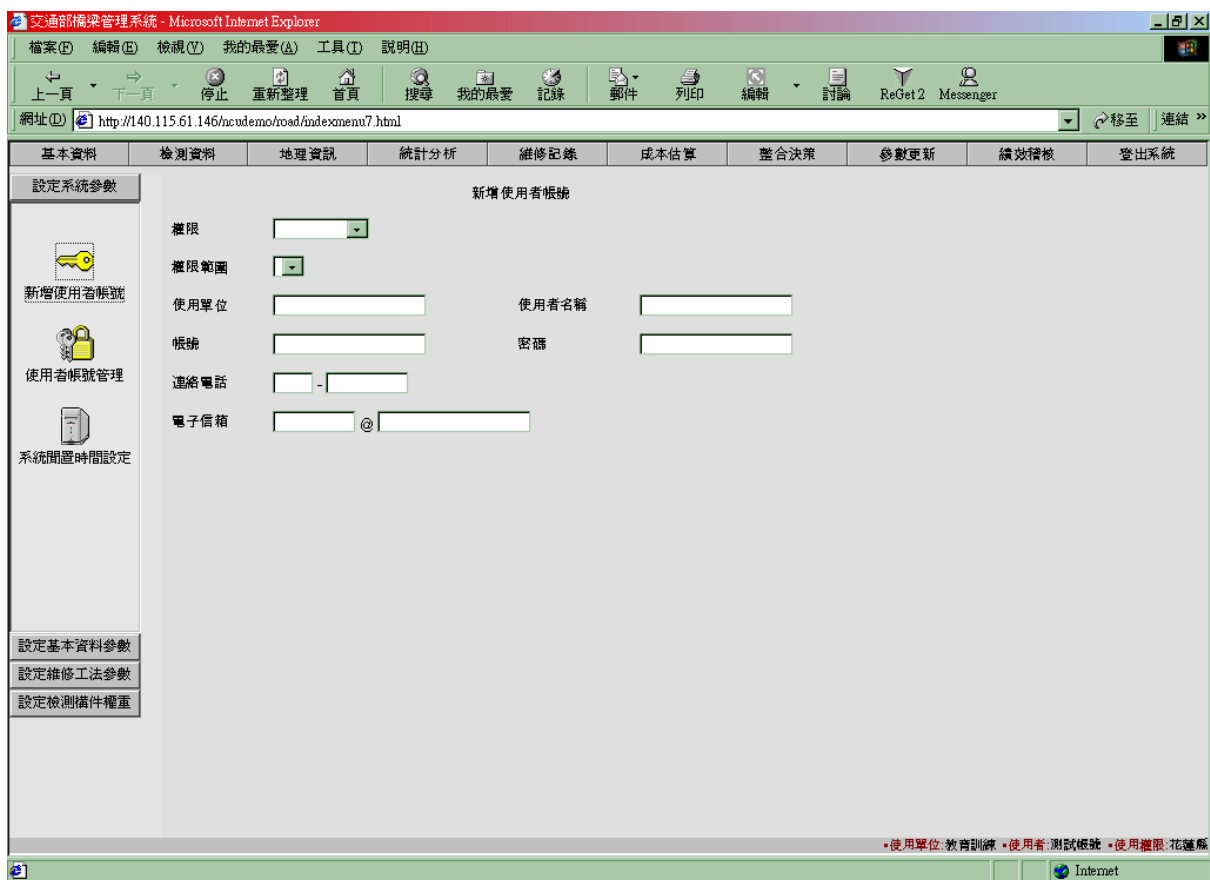 交通部橋梁管理系統 - Microsoft Internet Explorer
檔案(F) 編輯(E) 檢視(V) 我的最愛(A) 工具(T) 說明(H)
上一頁 下一頁 停止 重新整理 首頁 搜尋 我的最愛 記錄 郵件 列印 編輯 討論 ReGet 2 Messenger
網址(D) http://140.115.61.146/ncudemo/road/indexmenu7.html 移至 連結 »
基本資料 檢測資料 地理資訊 統計分析 維修記錄 成本估算 整合決策 參數更新 績效稽核 登出系統
設定系統參數
新增使用者帳號
使用者帳號管理
系統閒置時間設定
設定基本資料參數
設定維修工法參數
設定檢測構件權重
新增使用者帳號
權限
權限範圍
使用單位 使用者名稱
帳號 密碼
連絡電話 -
電子信箱 @
▪使用單位:教育訓練 ▪使用者:測試帳號 ▪使用權限:花蓮縣
Internet